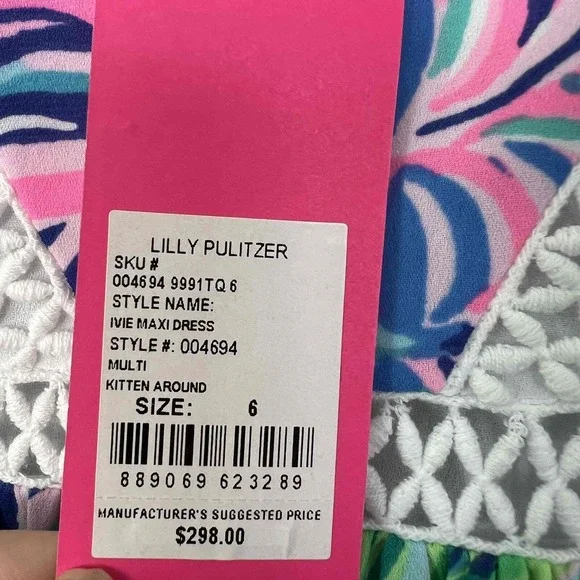 LILLY PULITZER
SKU #
004694 9991TQ 6
STYLE NAME:
IVIE MAXI DRESS
STYLE #: 004694
MULTI
KITTEN AROUND
SIZE: 6
889069 623289
MANUFACTURER'S SUGGESTED PRICE
$298.00